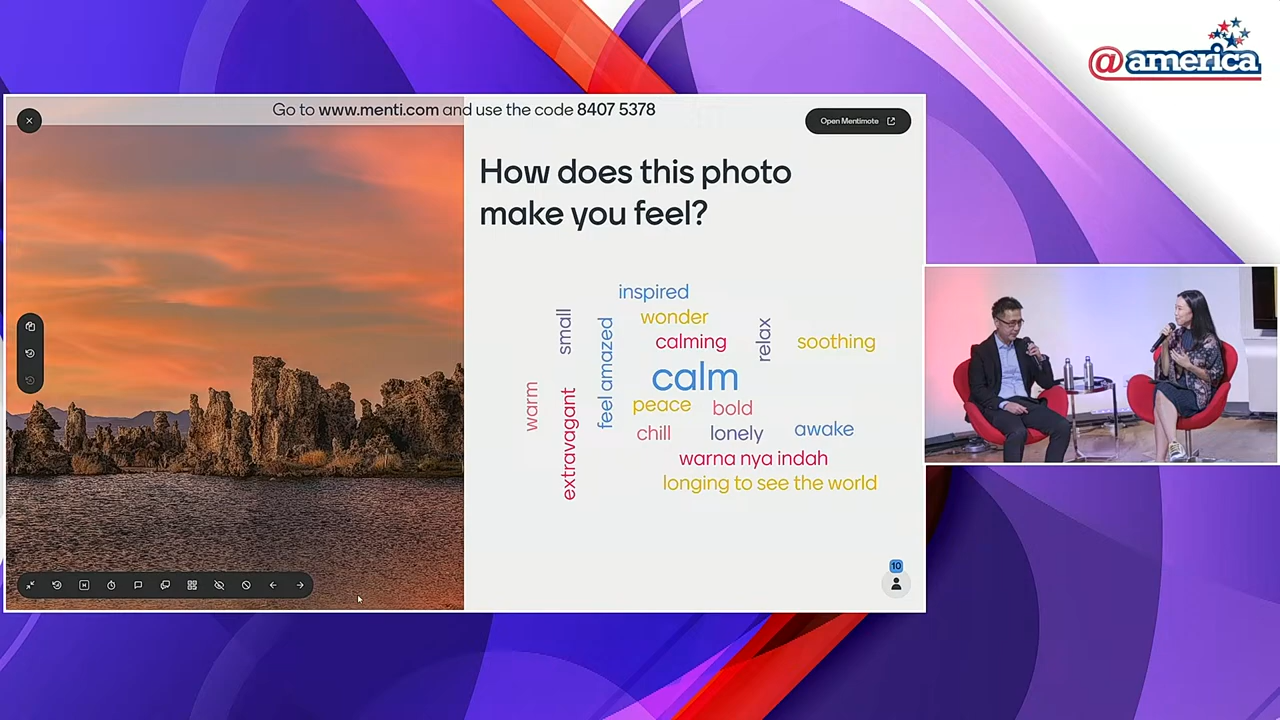 @america
Go to www.menti.com and use the code 8407 5378
Open Mentimote
How does this photo
make you feel?
inspired
small
wonder
feel amazed
relax
calming
soothing
calm
warm
extravagant
peace
bold
chill
lonely
awake
warna nya indah
longing to see the world
10